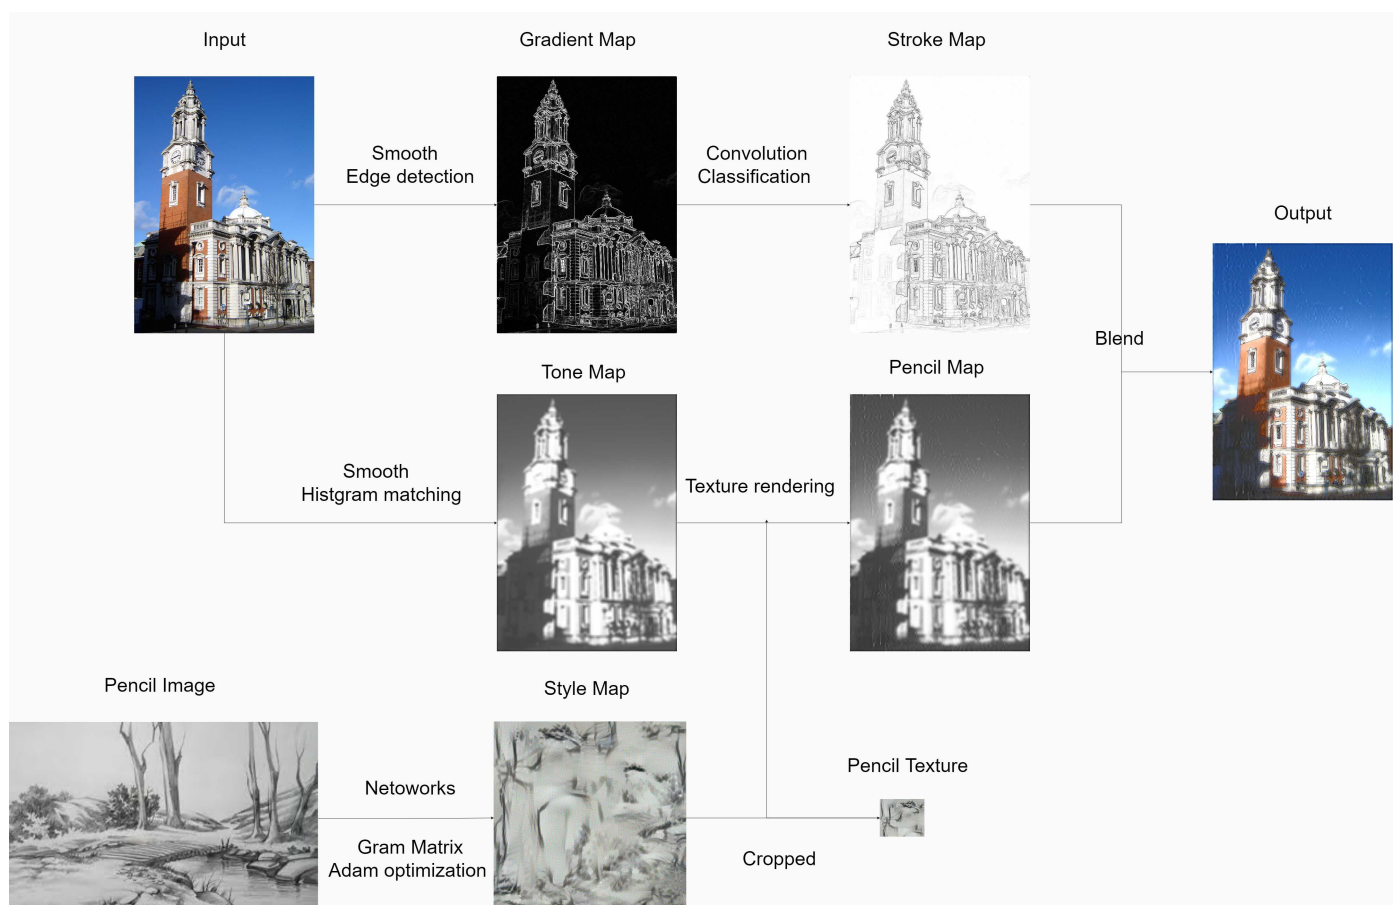 Input
Gradient Map
Stroke Map
Smooth
Edge detection
Convolution
Classification
Output
Blend
Tone Map
Pencil Map
Smooth
Histgram matching
Texture rendering
Pencil Image
Style Map
Pencil Texture
Netoworks
Gram Matrix
Adam optimization
Cropped